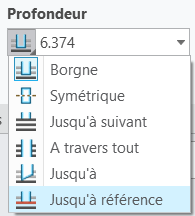 Profondeur
6.374
Borgne
Symétrique
Jusqu'à suivant
A travers tout
Jusqu'à
Jusqu'à référence